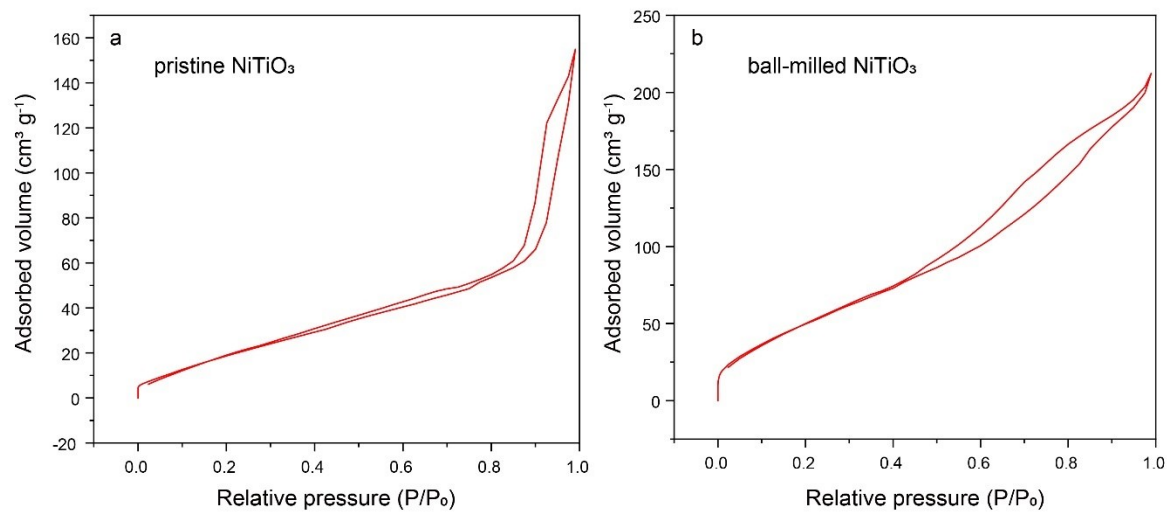 a
pristine NiTiO₃
Adsorbed volume (cm³ g⁻¹)
160
140
120
100
80
60
40
20
0
-20
0.0 0.2 0.4 0.6 0.8 1.0
Relative pressure (P/P₀)
b
ball-milled NiTiO₃
Adsorbed volume (cm³ g⁻¹)
250
200
150
100
50
0
0.0 0.2 0.4 0.6 0.8 1.0
Relative pressure (P/P₀)